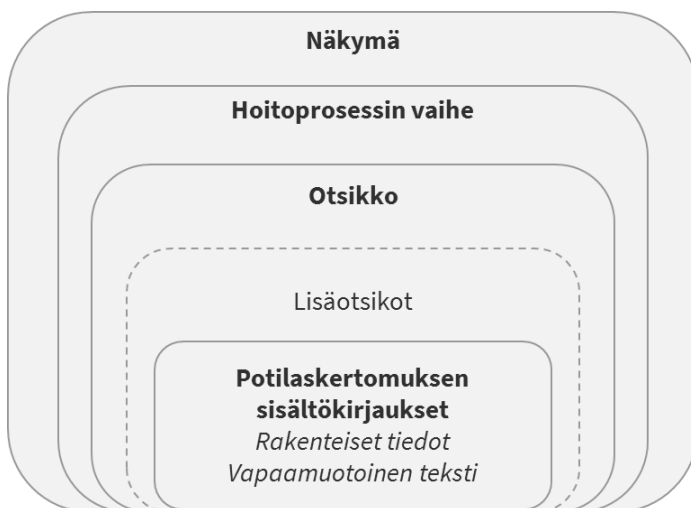 Näkymä
Hoitoprosessin vaihe
Otsikko
Lisäotsikot
Potilaskertomuksen
sisältökirjaukset
Rakenteiset tiedot
Vapaamuotoinen teksti